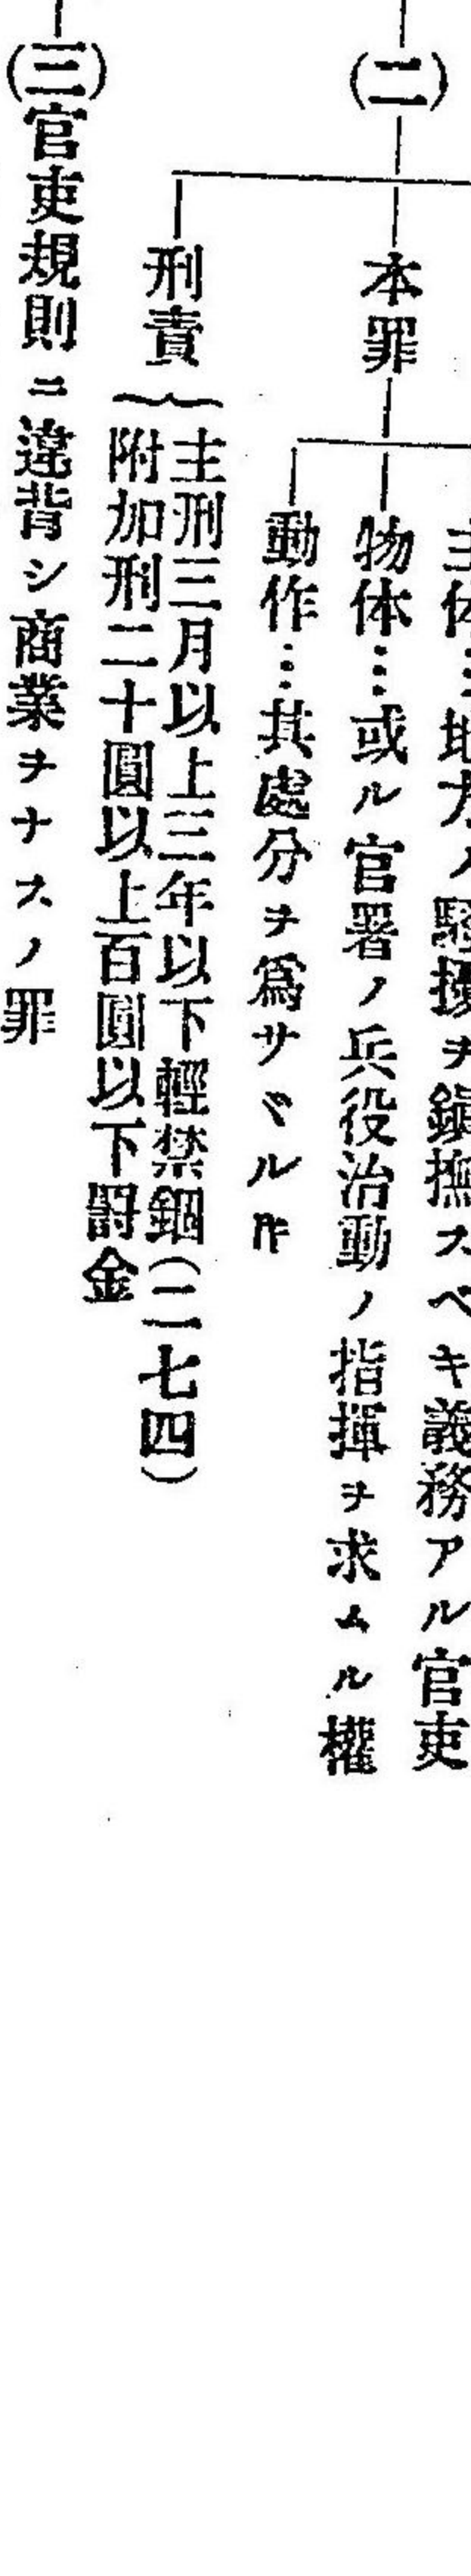 (二)
本罪
主体…地方ノ騷擾ヲ鎭撫スベキ義務アル官吏
物体…或ル官署ノ兵役治動ノ指揮ヲ求ムル權
動作…其處分ヲ爲サヾル所
刑責
主刑三月以上三年以下輕禁錮(二七四)
附加刑二十圓以上百圓以下罰金
(三)官吏規則ニ違背シ商業ヲナスノ罪